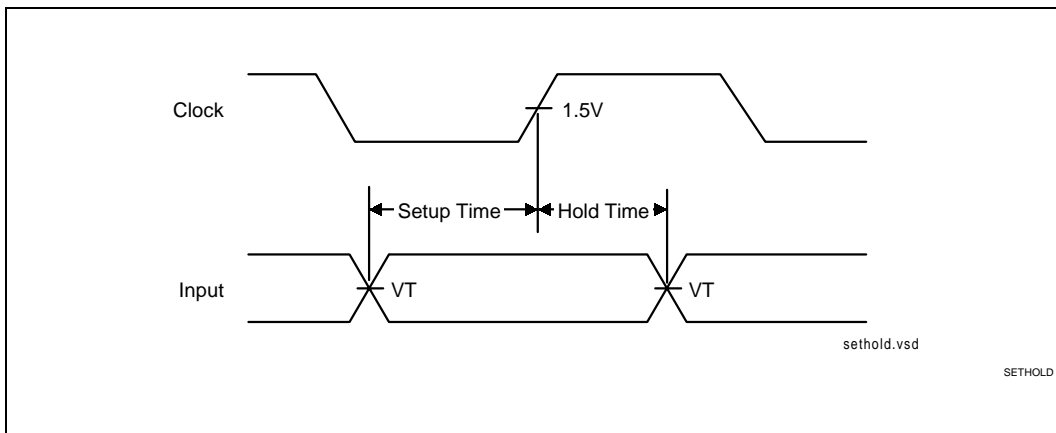 Clock
1.5V
Setup Time
Hold Time
Input
VT
VT
sethold.vsd
SETHOLD